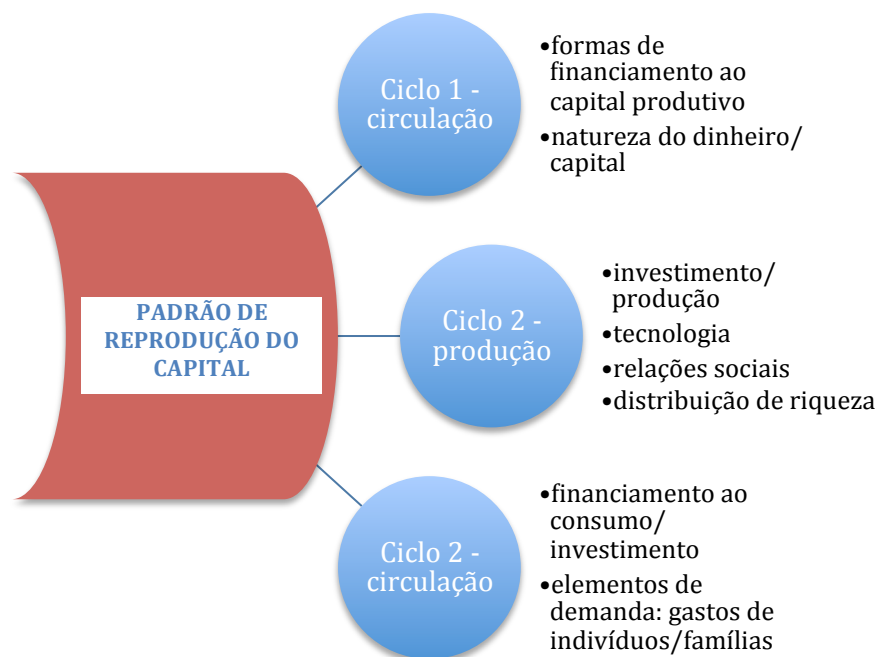 Ciclo 1 -
circulação
•formas de
financiamento ao
capital produtivo
•natureza do dinheiro/
capital
PADRÃO DE
REPRODUÇÃO DO
CAPITAL
Ciclo 2 -
produção
•investimento/
produção
•tecnologia
•relações sociais
•distribuição de riqueza
Ciclo 2 -
circulação
•financiamento ao
consumo/
investimento
•elementos de
demanda: gastos de
indivíduos/famílias